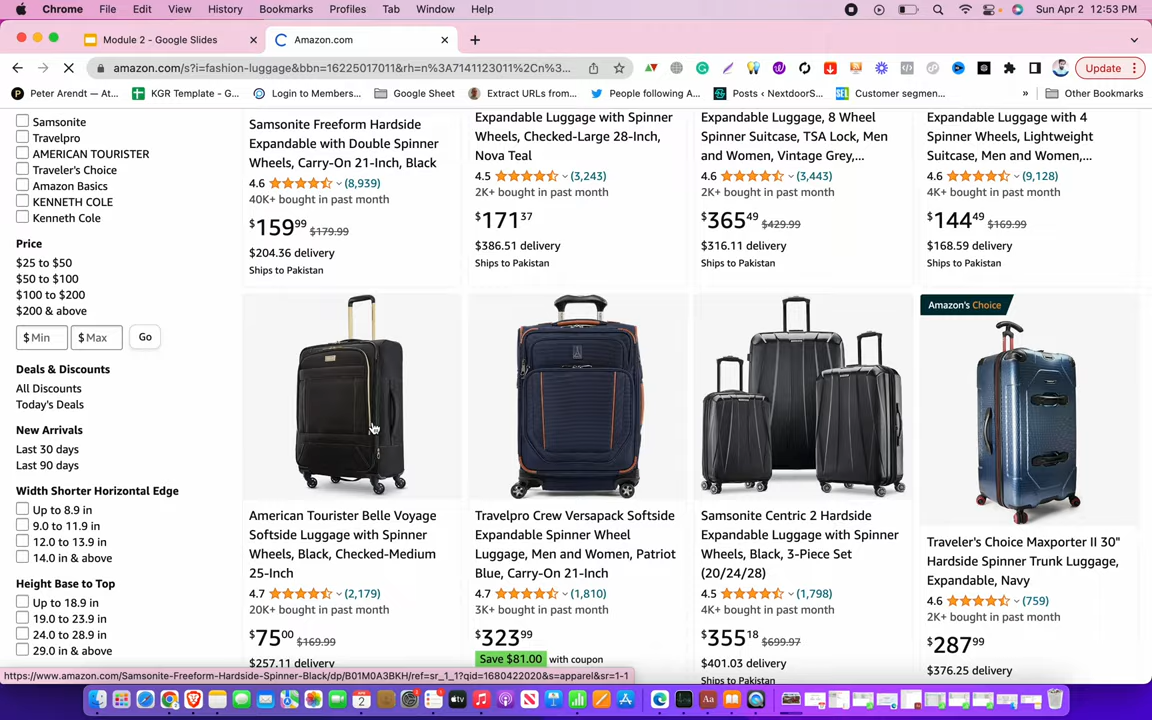 Chrome File Edit View History Bookmarks Profiles Tab Window Help Sun Apr 2 12:53 PM
Module 2 - Google Slides Amazon.com
amazon.com/s?i=fashion-luggage&bbn=16225017011&rh=n%3A7141123011%2Cn%3... Update
Peter Arendt — At... KGR Template - G... Login to Members... Google Sheet Extract URLs from... People following A... Posts ‹ NextdoorS... Customer segmen... » Other Bookmarks
Samsonite
Travelpro
AMERICAN TOURISTER
Traveler's Choice
Amazon Basics
KENNETH COLE
Kenneth Cole
Price
$25 to $50
$50 to $100
$100 to $200
$200 & above
$ Min $ Max Go
Deals & Discounts
All Discounts
Today's Deals
New Arrivals
Last 30 days
Last 90 days
Width Shorter Horizontal Edge
Up to 8.9 in
9.0 to 11.9 in
12.0 to 13.9 in
14.0 in & above
Height Base to Top
Up to 18.9 in
19.0 to 23.9 in
24.0 to 28.9 in
29.0 in & above
Samsonite Freeform Hardside
Expandable with Double Spinner
Wheels, Carry-On 21-Inch, Black
4.6 (8,939)
40K+ bought in past month
$159.99 $179.99
$204.36 delivery
Ships to Pakistan
Expandable Luggage with Spinner
Wheels, Checked-Large 28-Inch,
Nova Teal
4.5 (3,243)
2K+ bought in past month
$171.37
$386.51 delivery
Ships to Pakistan
Expandable Luggage, 8 Wheel
Spinner Suitcase, TSA Lock, Men
and Women, Vintage Grey,...
4.6 (3,443)
2K+ bought in past month
$365.49 $429.99
$316.11 delivery
Ships to Pakistan
Expandable Luggage with 4
Spinner Wheels, Lightweight
Suitcase, Men and Women,...
4.6 (9,128)
4K+ bought in past month
$144.49 $169.99
$168.59 delivery
Ships to Pakistan
American Tourister Belle Voyage
Softside Luggage with Spinner
Wheels, Black, Checked-Medium
25-Inch
4.7 (2,179)
20K+ bought in past month
$75.00 $169.99
$257.11 delivery
Travelpro Crew Versapack Softside
Expandable Spinner Wheel
Luggage, Men and Women, Patriot
Blue, Carry-On 21-Inch
4.7 (1,810)
3K+ bought in past month
$323.99
Save $81.00 with coupon
Samsonite Centric 2 Hardside
Expandable Luggage with Spinner
Wheels, Black, 3-Piece Set
(20/24/28)
4.5 (1,798)
4K+ bought in past month
$355.18 $699.97
$401.03 delivery
Ships to Pakistan
Amazon's Choice
Traveler's Choice Maxporter II 30"
Hardside Spinner Trunk Luggage,
Expandable, Navy
4.6 (759)
2K+ bought in past month
$287.99
$376.25 delivery
https://www.amazon.com/Samsonite-Freeform-Hardside-Spinner-Black/dp/B01M0A3BKH/ref=sr_1_1?qid=1680422020&s=apparel&sr=1-1